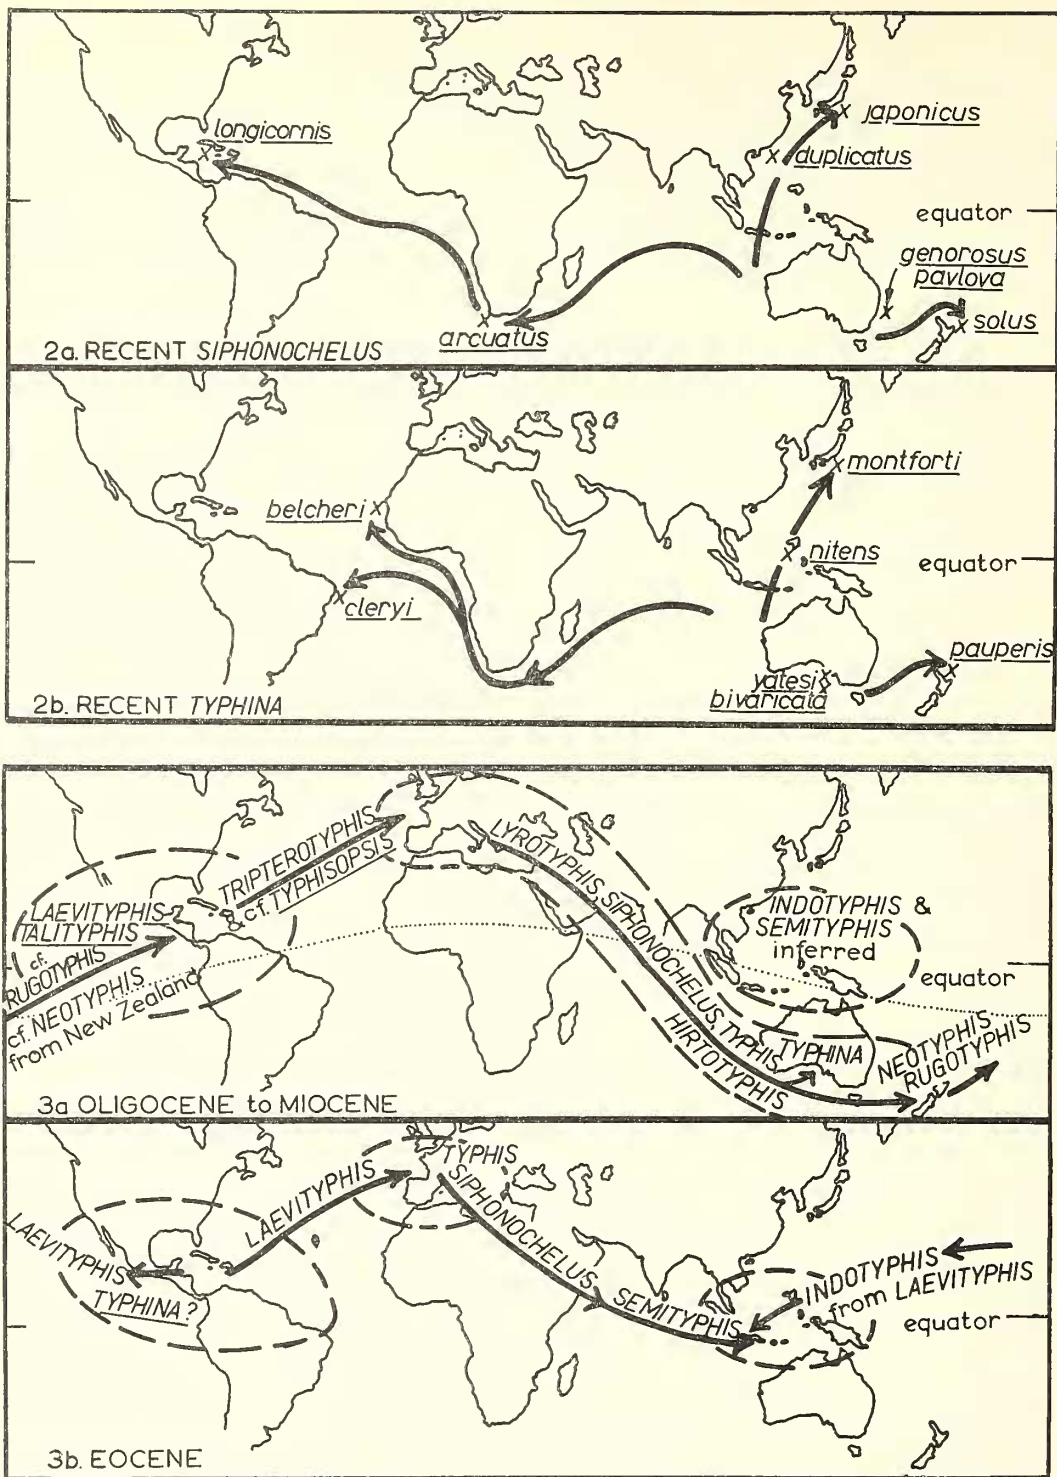 longicornis
japonicus
duplicatus
equator
genorosus
pavlova
solus
arcuatus
2a. RECENT SIPHONOCHELUS
montforti
belcheri
nitens
equator
cleryi
pauperis
yatesi
bivaricata
2b. RECENT TYPHINA
TRIPTEROTYPHIS
& cf. TYPHISOPSIS
LYROTYPHIS, SIPHONOCHELUS, TYPHIS
HIRTOTYPHIS
LAEVITYPHIS
TALITYPHIS
cf.
RUGOTYPHIS
cf. NEOTYPHIS
from New Zealand
INDOTYPHIS &
SEMITYPHIS
inferred
equator
TYPHINA
NEOTYPHIS
RUGOTYPHIS
3a OLIGOCENE to MIOCENE
TYPHIS
LAEVITYPHIS
SIPHONOCHELUS
LAEVITYPHIS
TYPHINA ?
SEMITYPHIS
INDOTYPHIS
from LAEVITYPHIS
equator
3b. EOCENE